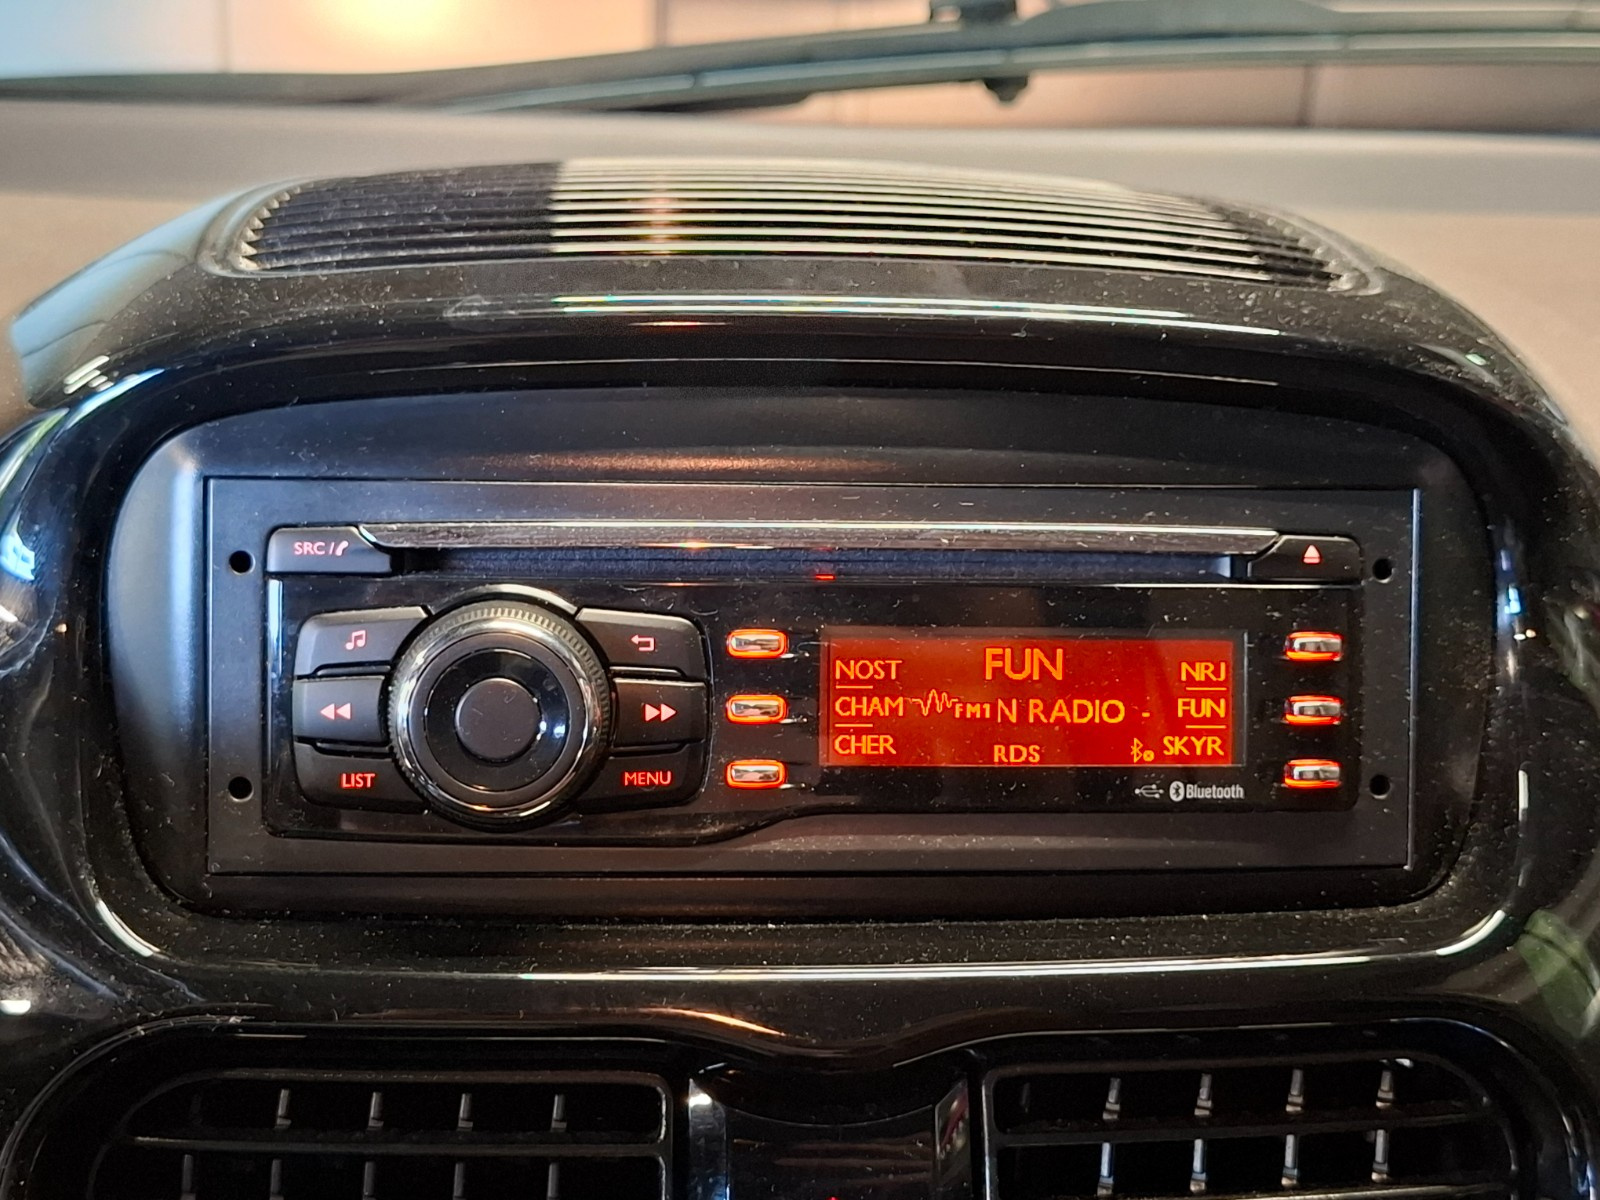 SRC /
LIST
MENU
FUN
NOST
NRJ
CHAM FM1 N RADIO - FUN
CHER
RDS
SKYR
Bluetooth